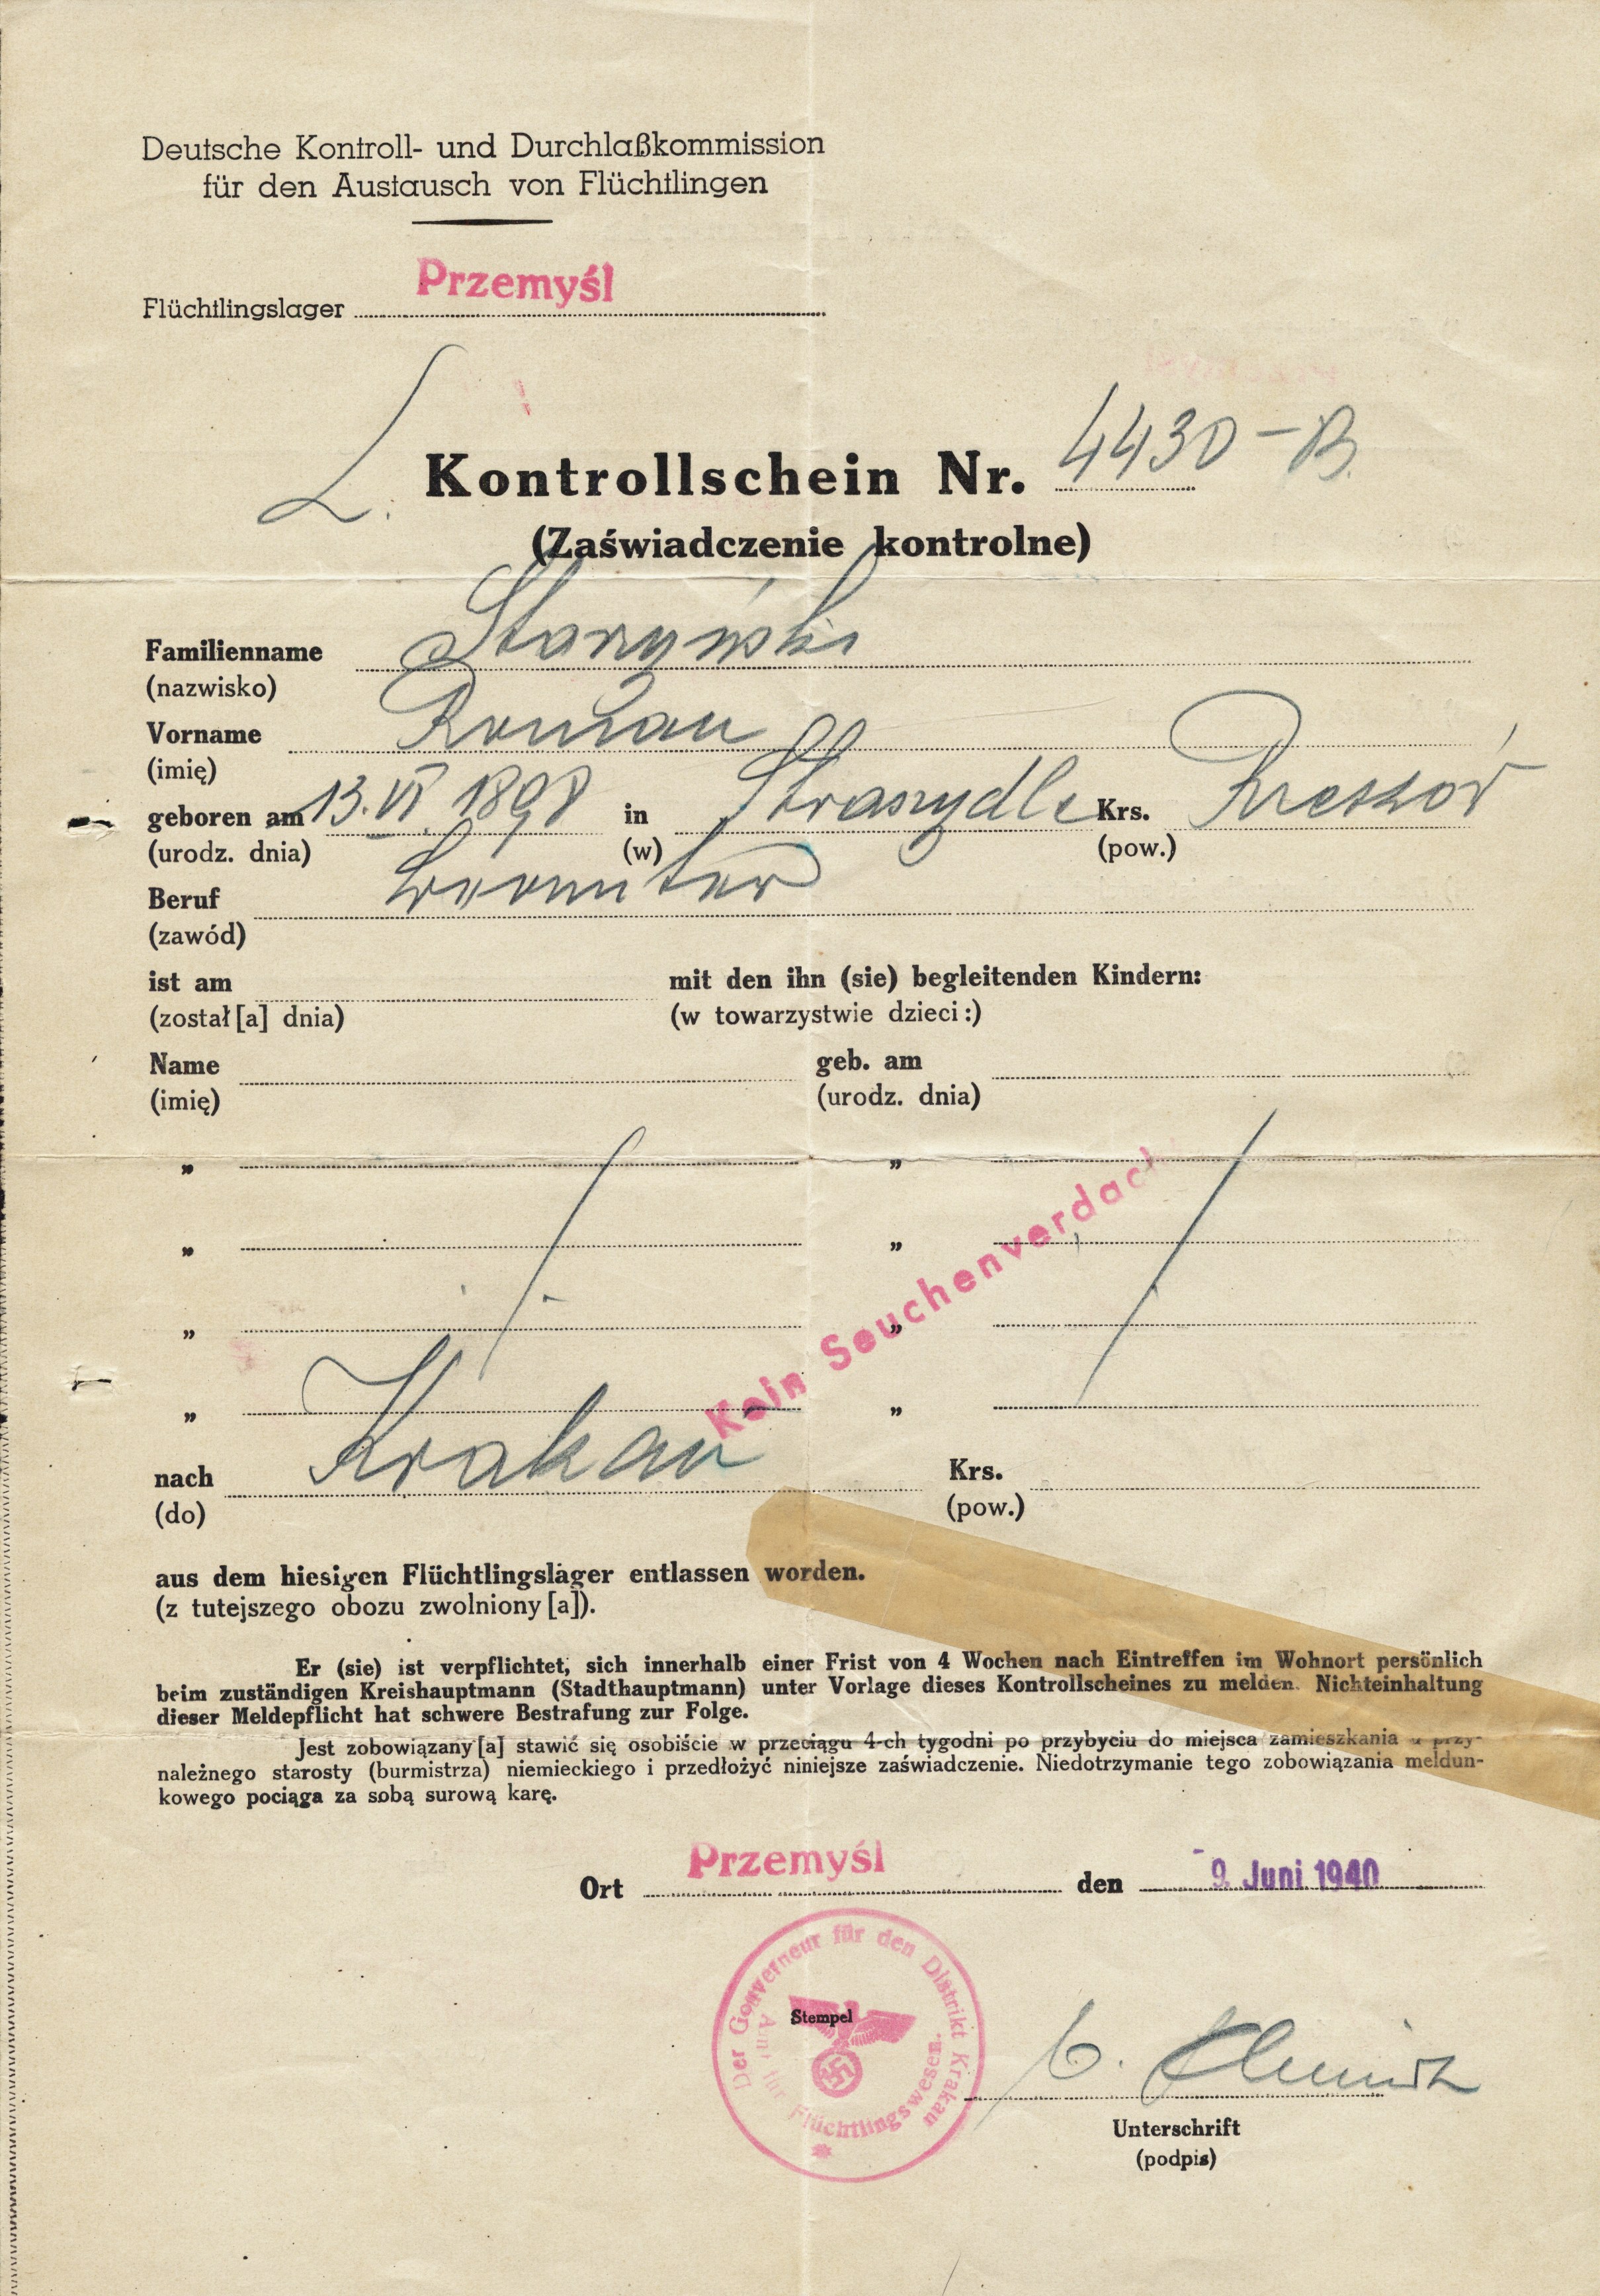 Deutsche Kontroll- und Durchlaßkommission
für den Austausch von Flüchtlingen
Flüchtlingslager Przemyśl
L.
Kontrollschein Nr. 4430-B.
(Zaświadczenie kontrolne)
Familienname Starzyński
(nazwisko)
Vorname Roman
(imię)
geboren am 13.VI.1898 in Straszydle Krs. Rzeszów
(urodz. dnia) (w) (pow.)
Beruf
(zawód)
ist am mit den ihn (sie) begleitenden Kindern:
(został[a] dnia) (w towarzystwie dzieci:)
Name geb. am
(imię) (urodz. dnia)
„ „
„ „
„ „
„ „
Kein Seuchenverdach
nach Krakau Krs.
(do) (pow.)
aus dem hiesigen Flüchtlingslager entlassen worden.
(z tutejszego obozu zwolniony[a]).
Er (sie) ist verpflichtet, sich innerhalb einer Frist von 4 Wochen nach Eintreffen im Wohnort persönlich
beim zuständigen Kreishauptmann (Stadthauptmann) unter Vorlage dieses Kontrollscheines zu melden. Nichteinhaltung
dieser Meldepflicht hat schwere Bestrafung zur Folge.
Jest zobowiązany[a] stawić się osobiście w przeciągu 4-ch tygodni po przybyciu do miejsca zamieszkania u przy-
należnego starosty (burmistrza) niemieckiego i przedłożyć niniejsze zaświadczenie. Niedotrzymanie tego zobowiązania meldun-
kowego pociąga za sobą surową karę.
Ort Przemyśl den - 9. Juni 1940
Der Gouverneur für den Distrikt Krakau
Amt für Flüchtlingswesen.
Stempel
Unterschrift
(podpis)